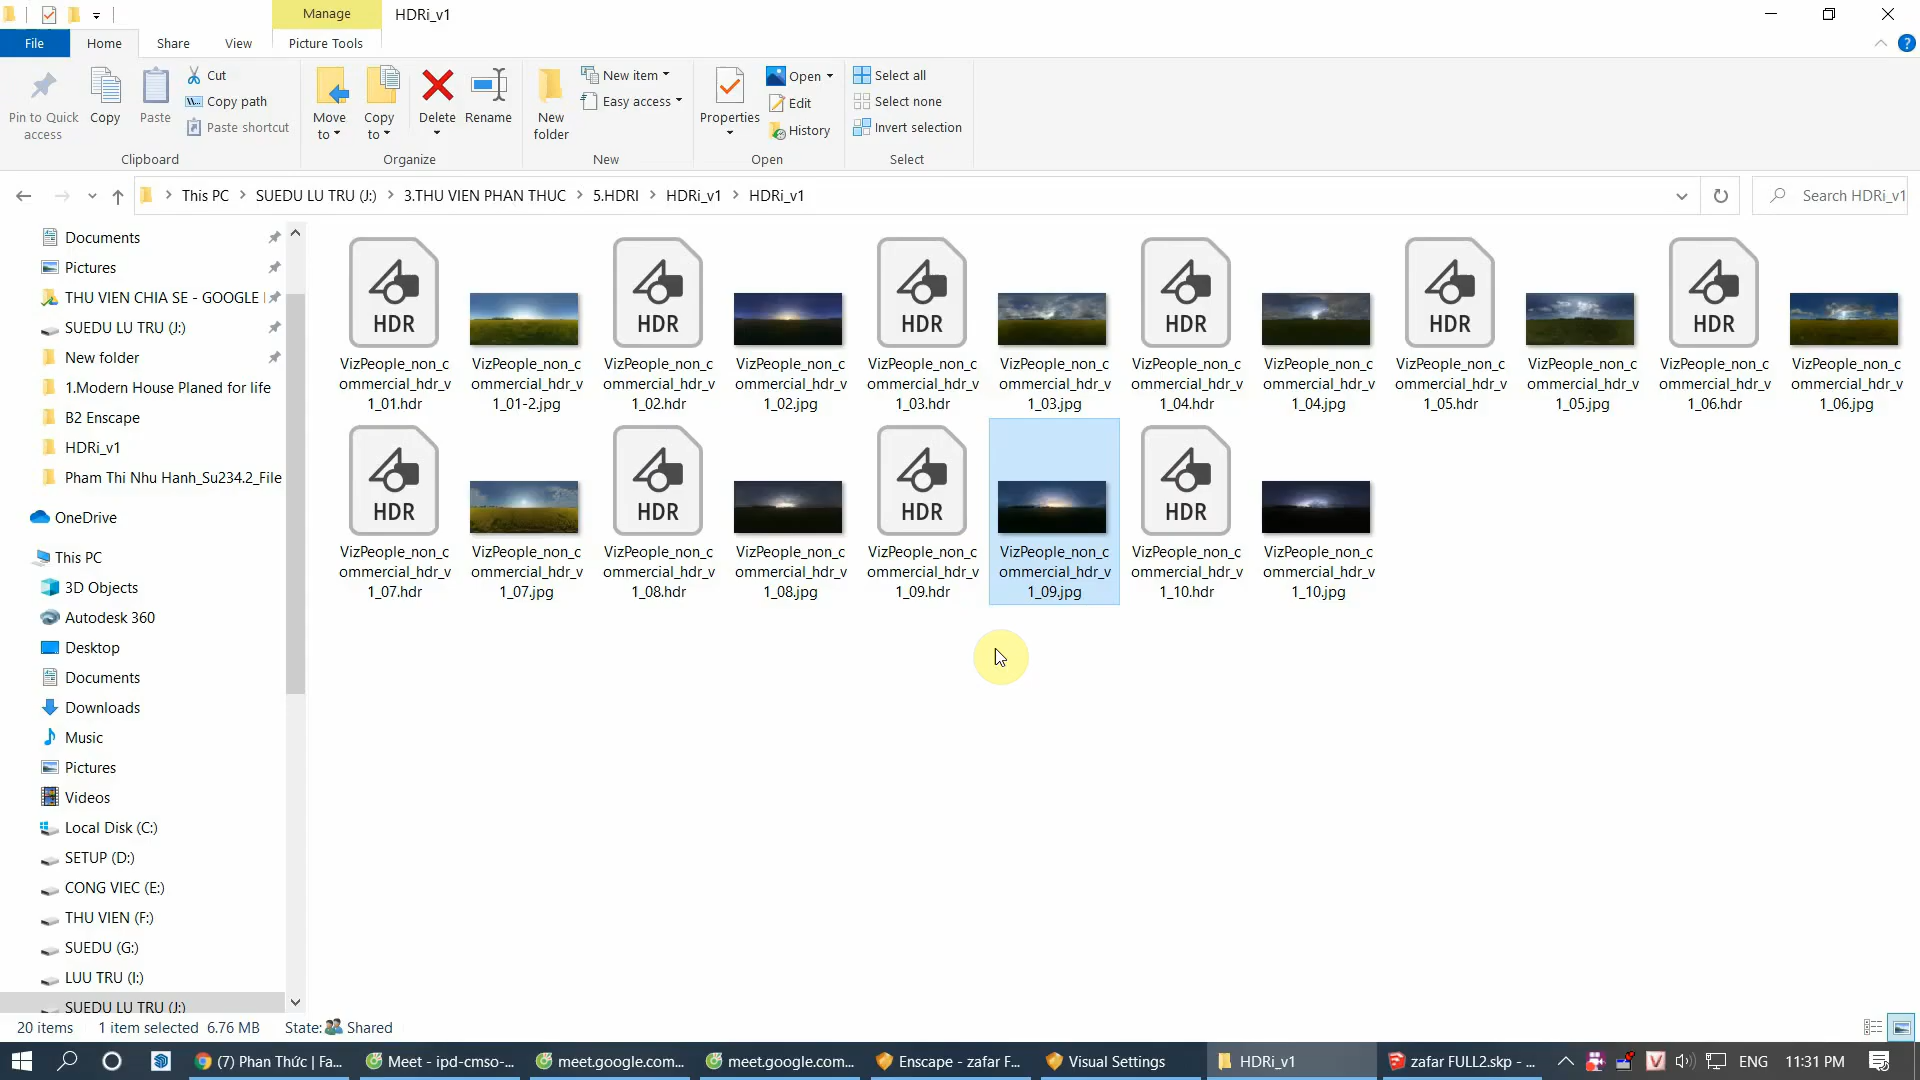 Manage
HDRi_v1
File
Home
Share
View
Picture Tools
Pin to Quick access
Copy
Paste
Cut
Copy path
Paste shortcut
Clipboard
Move to
Copy to
Delete
Rename
Organize
New folder
New item
Easy access
New
Properties
Open
Edit
History
Open
Select all
Select none
Invert selection
Select
This PC
SUEDU LU TRU (J:)
3.THU VIEN PHAN THUC
5.HDRI
HDRi_v1
HDRi_v1
Search HDRi_v1
Documents
Pictures
THU VIEN CHIA SE - GOOGLE
SUEDU LU TRU (J:)
New folder
1.Modern House Planed for life
B2 Enscape
HDRi_v1
Pham Thi Nhu Hanh_Su234.2_File
OneDrive
This PC
3D Objects
Autodesk 360
Desktop
Documents
Downloads
Music
Pictures
Videos
Local Disk (C:)
SETUP (D:)
CONG VIEC (E:)
THU VIEN (F:)
SUEDU (G:)
LUU TRU (I:)
SUEDU LU TRU (J:)
HDR
HDR
HDR
HDR
HDR
HDR
VizPeople_non_commercial_hdr_v1_01.hdr
VizPeople_non_commercial_hdr_v1_01-2.jpg
VizPeople_non_commercial_hdr_v1_02.hdr
VizPeople_non_commercial_hdr_v1_02.jpg
VizPeople_non_commercial_hdr_v1_03.hdr
VizPeople_non_commercial_hdr_v1_03.jpg
VizPeople_non_commercial_hdr_v1_04.hdr
VizPeople_non_commercial_hdr_v1_04.jpg
VizPeople_non_commercial_hdr_v1_05.hdr
VizPeople_non_commercial_hdr_v1_05.jpg
VizPeople_non_commercial_hdr_v1_06.hdr
VizPeople_non_commercial_hdr_v1_06.jpg
HDR
HDR
HDR
HDR
VizPeople_non_commercial_hdr_v1_07.hdr
VizPeople_non_commercial_hdr_v1_07.jpg
VizPeople_non_commercial_hdr_v1_08.hdr
VizPeople_non_commercial_hdr_v1_08.jpg
VizPeople_non_commercial_hdr_v1_09.hdr
VizPeople_non_commercial_hdr_v1_09.jpg
VizPeople_non_commercial_hdr_v1_10.hdr
VizPeople_non_commercial_hdr_v1_10.jpg
20 items
1 item selected 6.76 MB
State: Shared
(7) Phan Thức | Fa...
Meet - ipd-cmso-...
meet.google.com...
meet.google.com...
Enscape - zafar F...
Visual Settings
HDRi_v1
zafar FULL2.skp - ...
ENG
11:31 PM